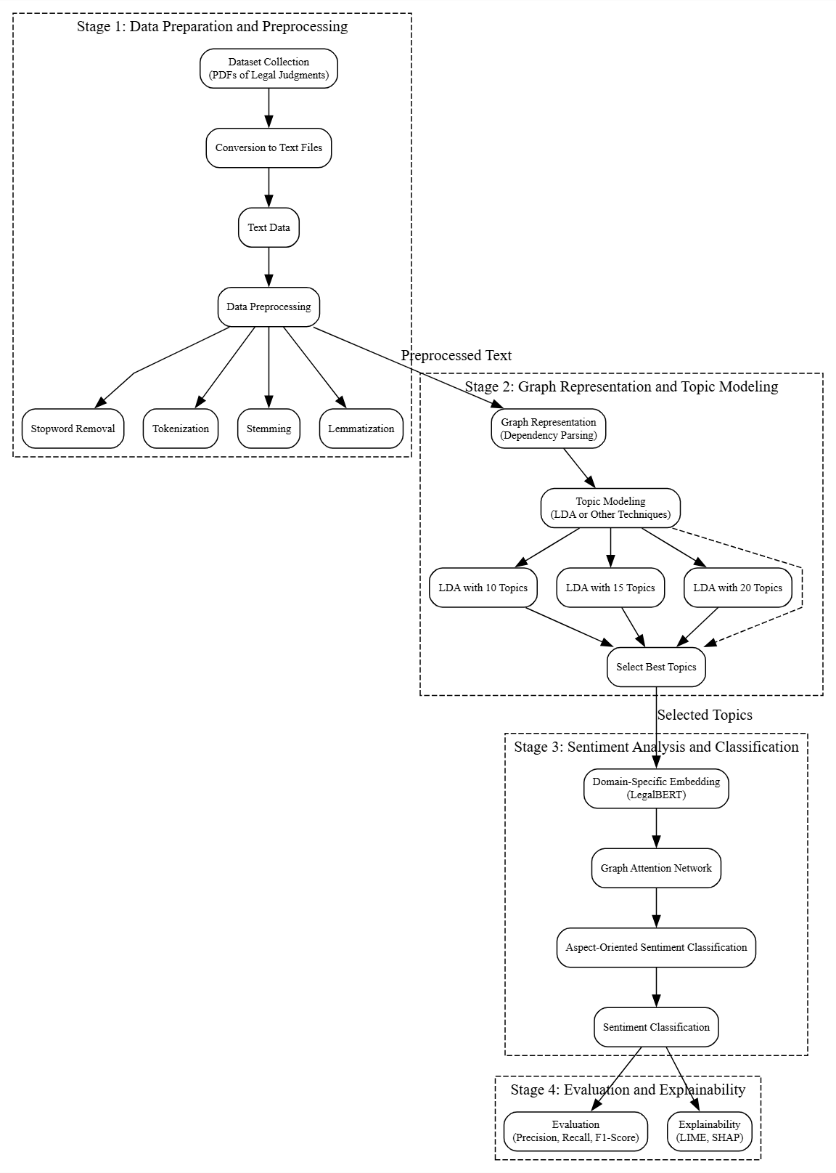 Stage 1: Data Preparation and Preprocessing
Dataset Collection
(PDFs of Legal Judgments)
Conversion to Text Files
Text Data
Data Preprocessing
Preprocessed Text
Stopword Removal
Tokenization
Stemming
Lemmatization
Stage 2: Graph Representation and Topic Modeling
Graph Representation
(Dependency Parsing)
Topic Modeling
(LDA or Other Techniques)
LDA with 10 Topics
LDA with 15 Topics
LDA with 20 Topics
Select Best Topics
Selected Topics
Stage 3: Sentiment Analysis and Classification
Domain-Specific Embedding
(LegalBERT)
Graph Attention Network
Aspect-Oriented Sentiment Classification
Sentiment Classification
Stage 4: Evaluation and Explainability
Evaluation
(Precision, Recall, F1-Score)
Explainability
(LIME, SHAP)